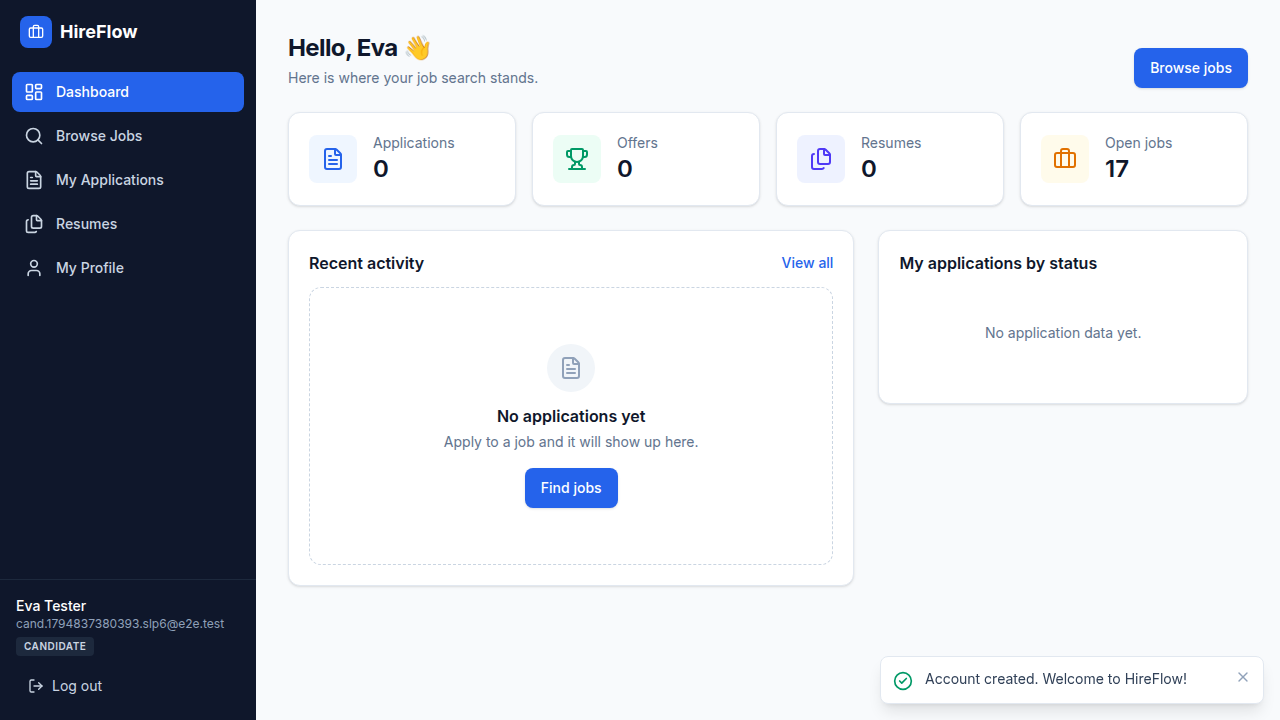 HireFlow
Dashboard
Browse Jobs
My Applications
Resumes
My Profile
Eva Tester
cand.1794837380393.slp6@e2e.test
CANDIDATE
Log out
Hello, Eva 👋
Here is where your job search stands.
Browse jobs
Applications
0
Offers
0
Resumes
0
Open jobs
17
Recent activity
View all
No applications yet
Apply to a job and it will show up here.
Find jobs
My applications by status
No application data yet.
Account created. Welcome to HireFlow!